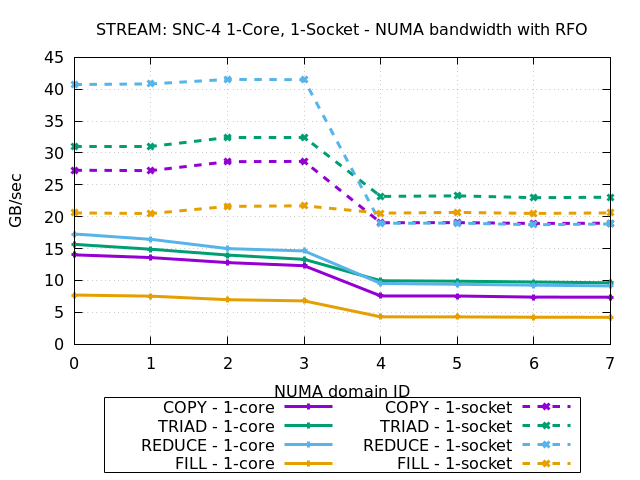 STREAM: SNC-4 1-Core, 1-Socket - NUMA bandwidth with RFO
45
40
35
30
25
20
15
10
5
0
GB/sec
0 1 2 3 4 5 6 7
NUMA domain ID
COPY - 1-core COPY - 1-socket
TRIAD - 1-core TRIAD - 1-socket
REDUCE - 1-core REDUCE - 1-socket
FILL - 1-core FILL - 1-socket